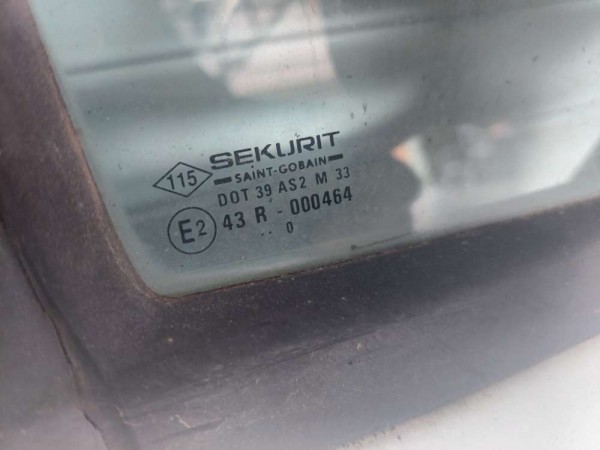 SEKURIT
SAINT-GOBAIN
115
DOT 39 AS2 M 33
E2
43 R - 000464
.. 0